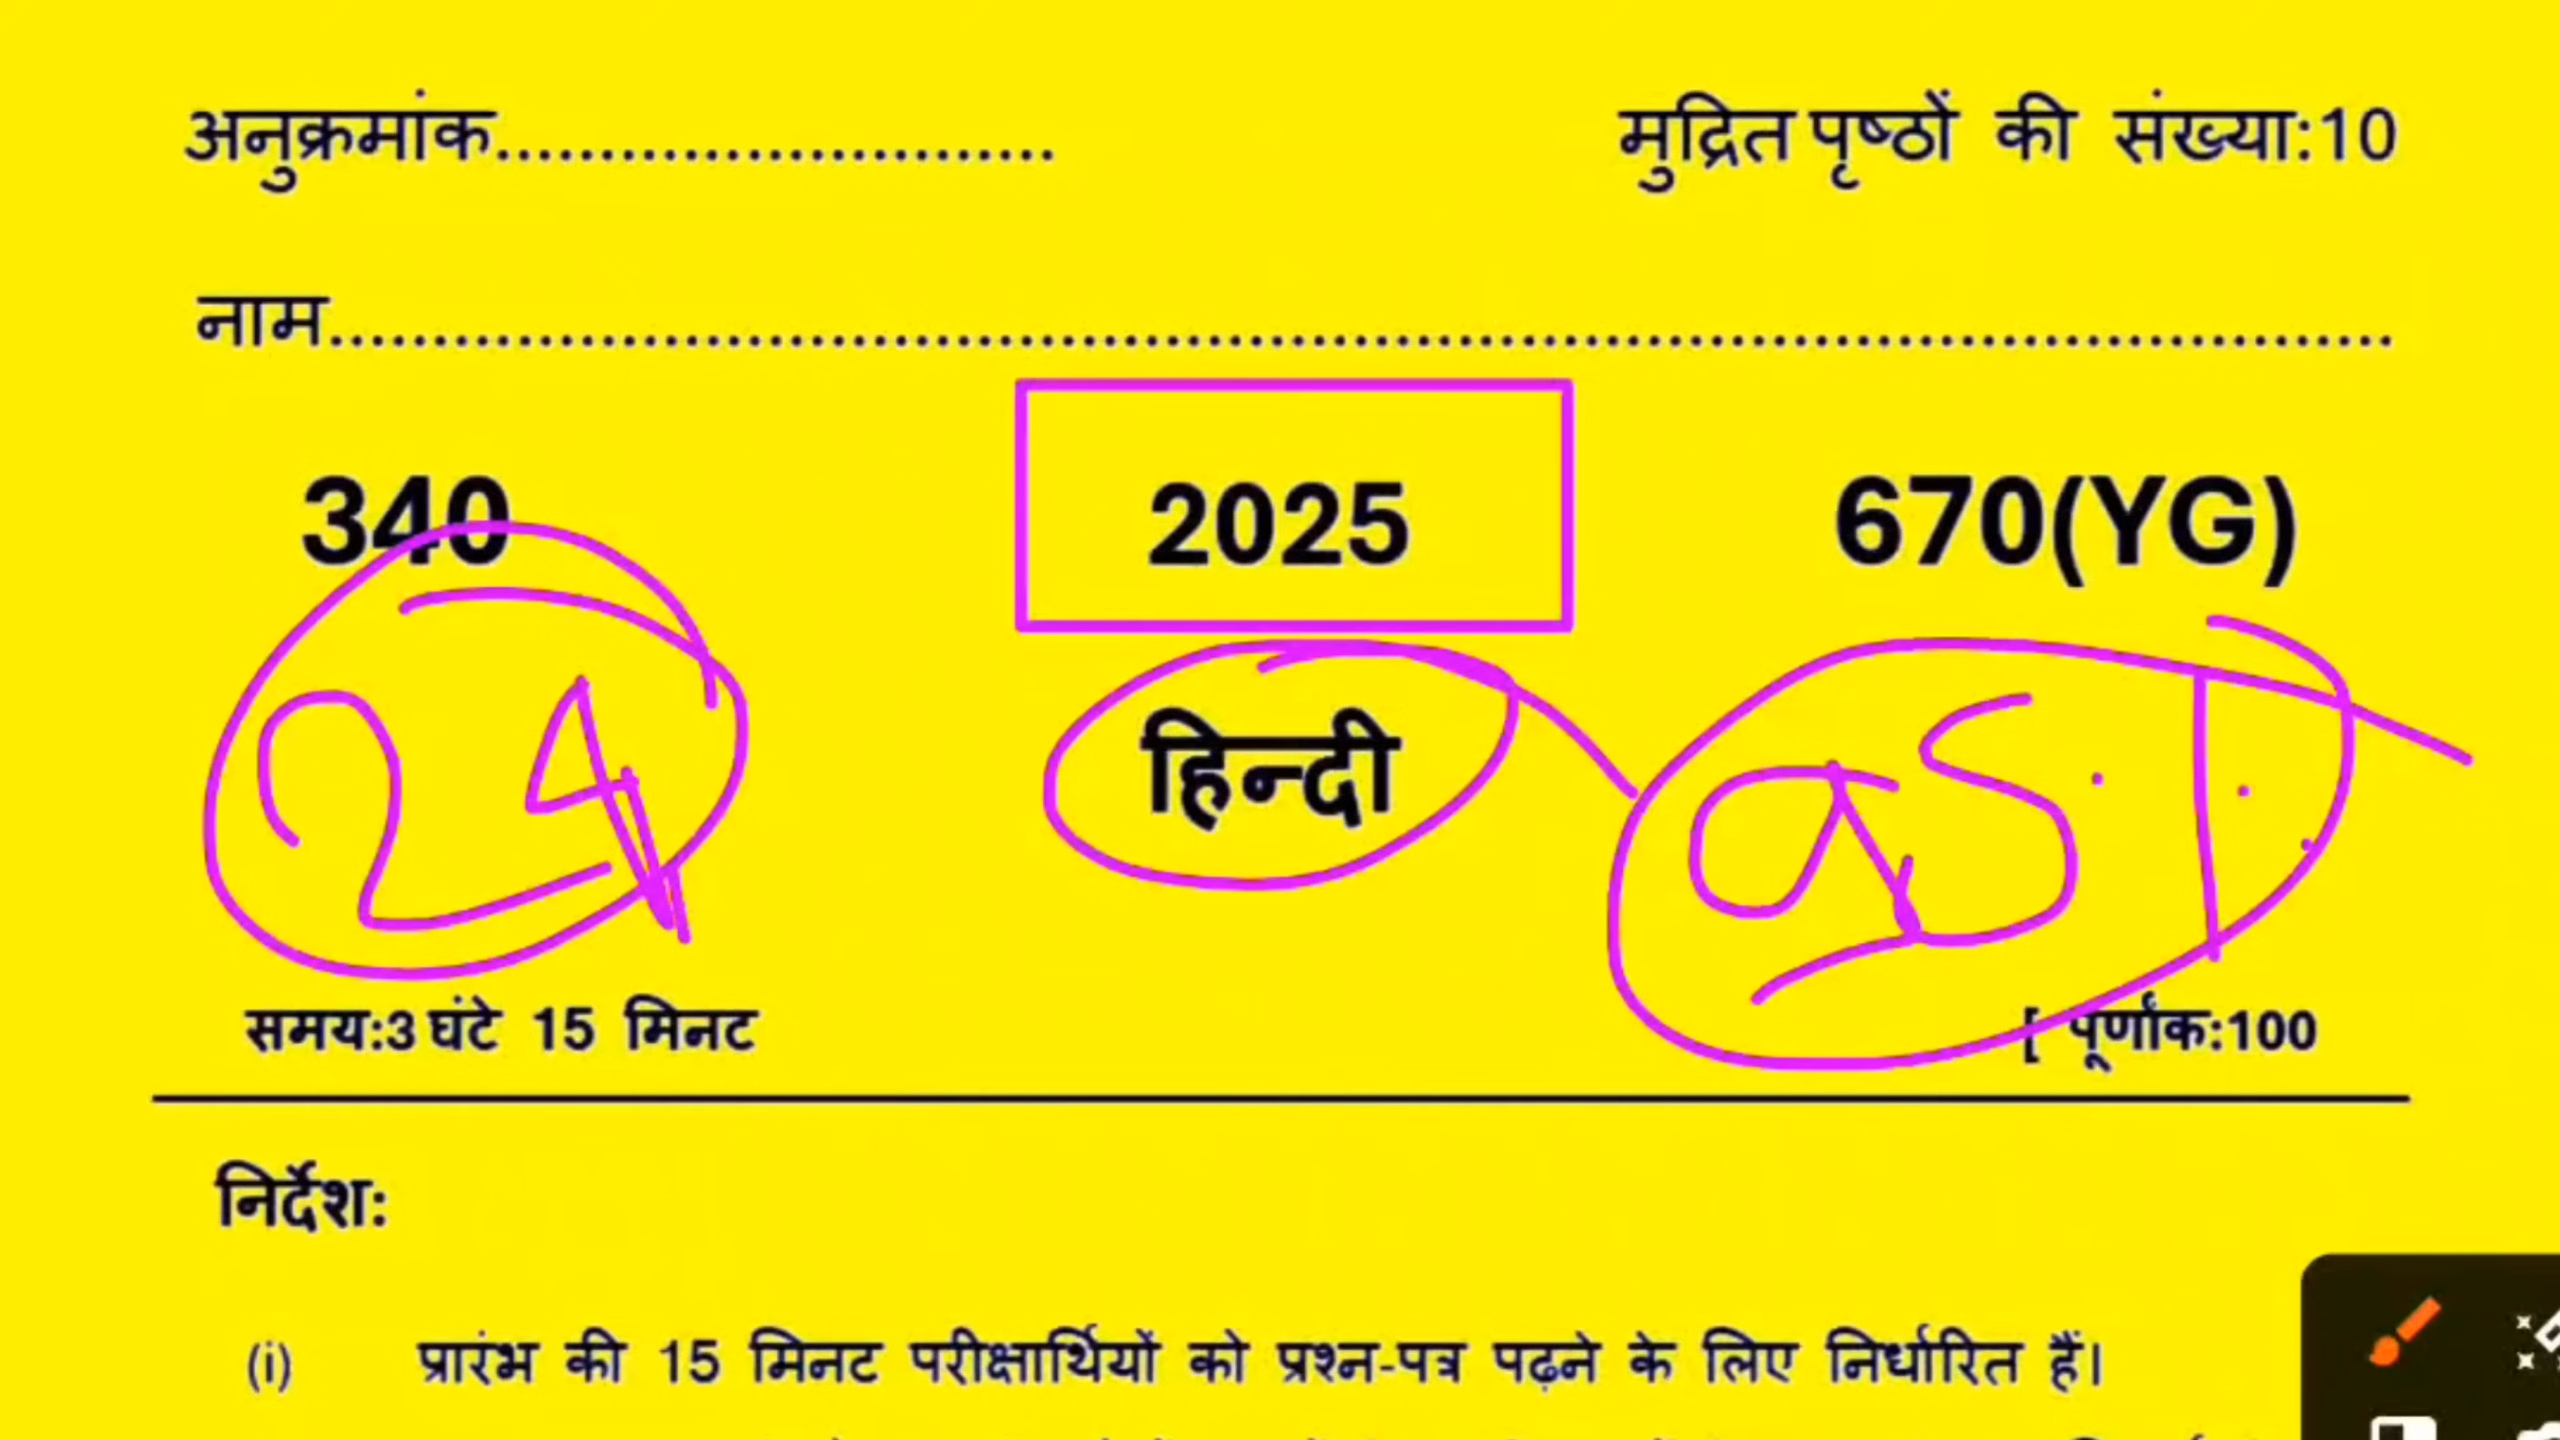 अनुक्रमांक........................... मुद्रित पृष्ठों की संख्या:10
नाम....................................................................................................
340 2025 670(YG)
24 हिन्दी
समय:3 घंटे 15 मिनट [ पूर्णांक:100
निर्देश:
(i) प्रारंभ की 15 मिनट परीक्षार्थियों को प्रश्न-पत्र पढ़ने के लिए निर्धारित हैं।